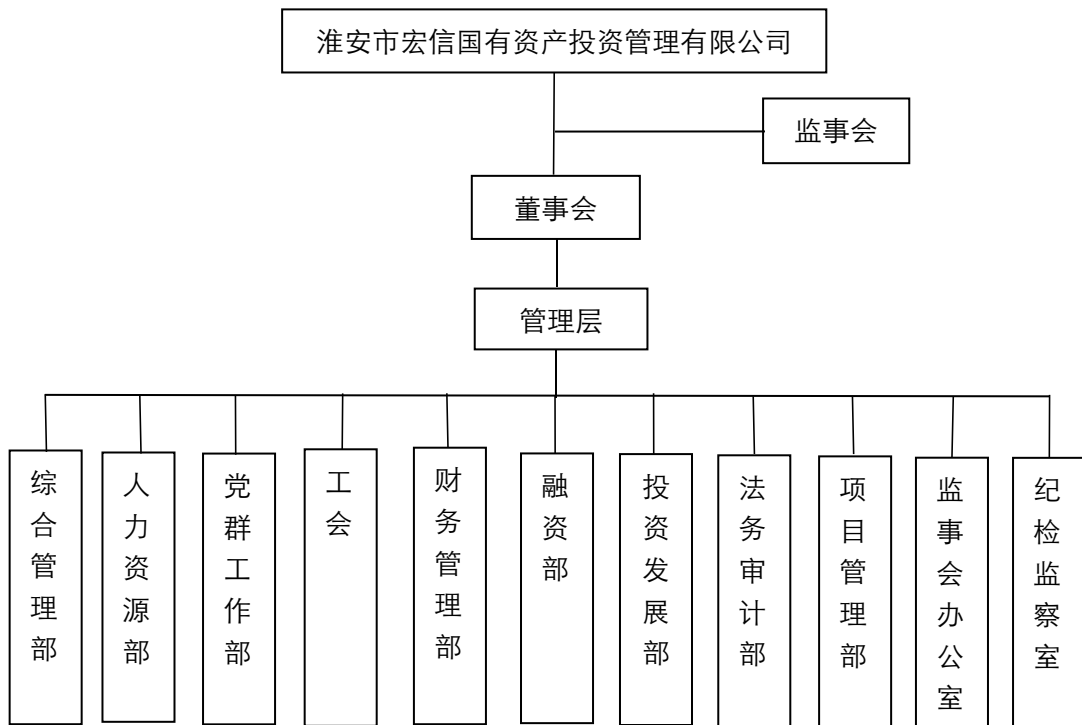 淮安市宏信国有资产投资管理有限公司
监事会
董事会
管理层
综合管理部
人力资源部
党群工作部
工会
财务管理部
融资部
投资发展部
法务审计部
项目管理部
监事会办公室
纪检监察室